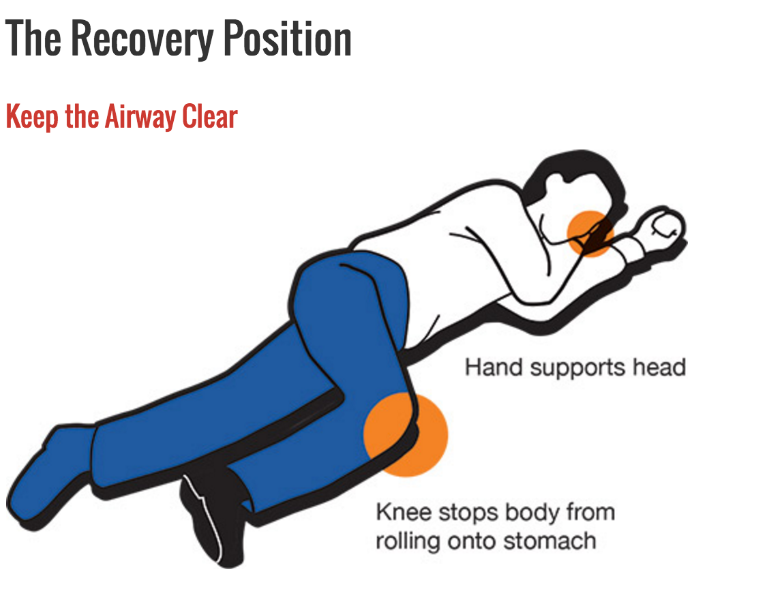 The Recovery Position
Keep the Airway Clear
Hand supports head
Knee stops body from
rolling onto stomach